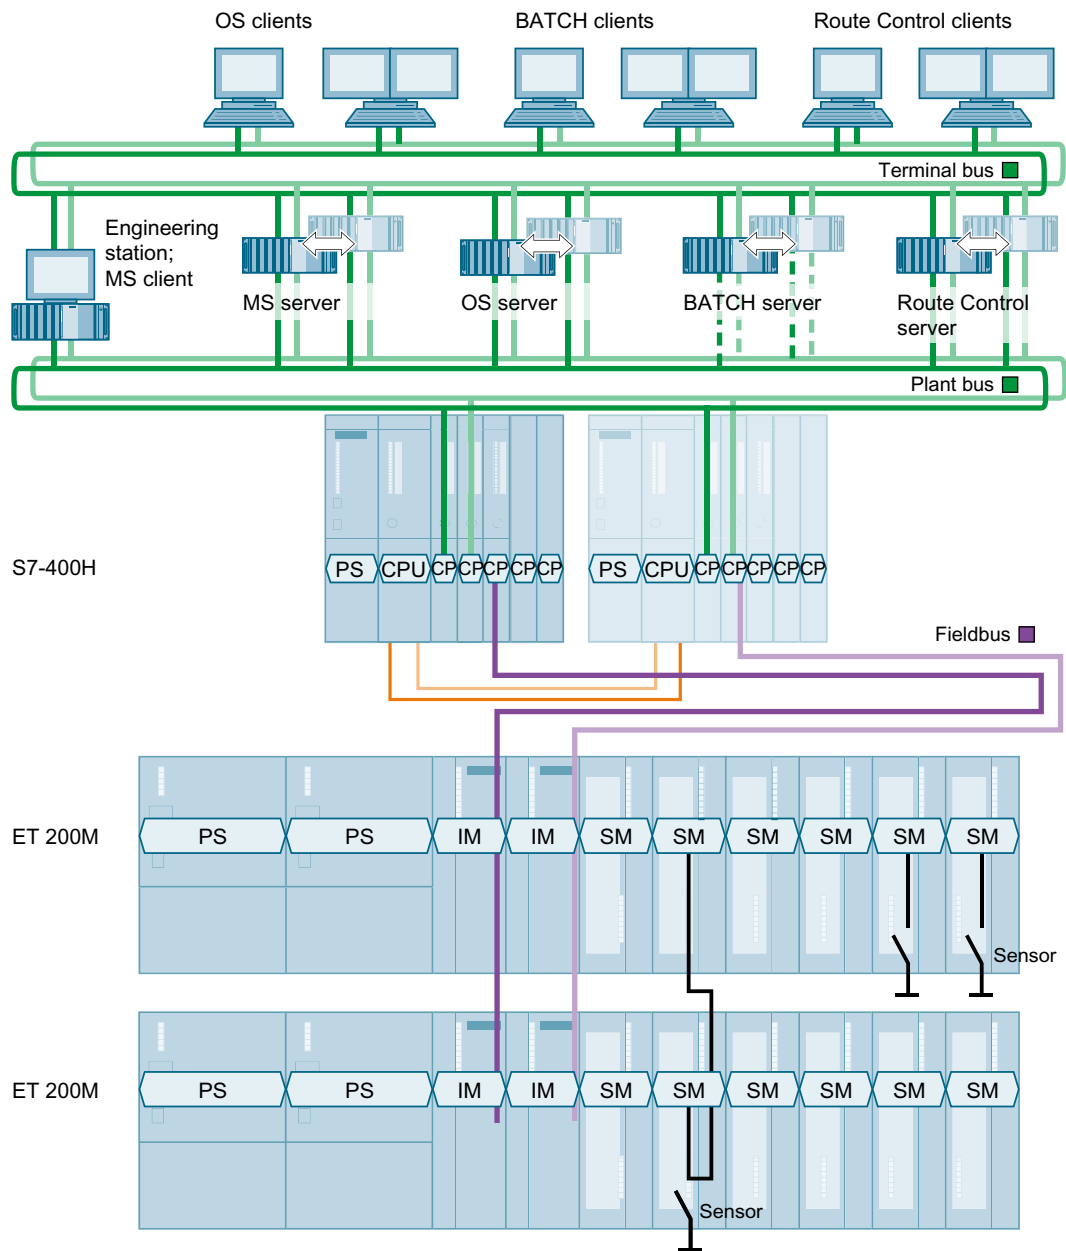 OS clients
BATCH clients
Route Control clients
Terminal bus
Engineering
station;
MS client
MS server
OS server
BATCH server
Route Control
server
Plant bus
S7-400H
PS CPU CP CP CP CP CP
PS CPU CP CP CP CP CP
Fieldbus
ET 200M
PS PS IM IM SM SM SM SM SM SM
Sensor
ET 200M
PS PS IM IM SM SM SM SM SM SM
Sensor